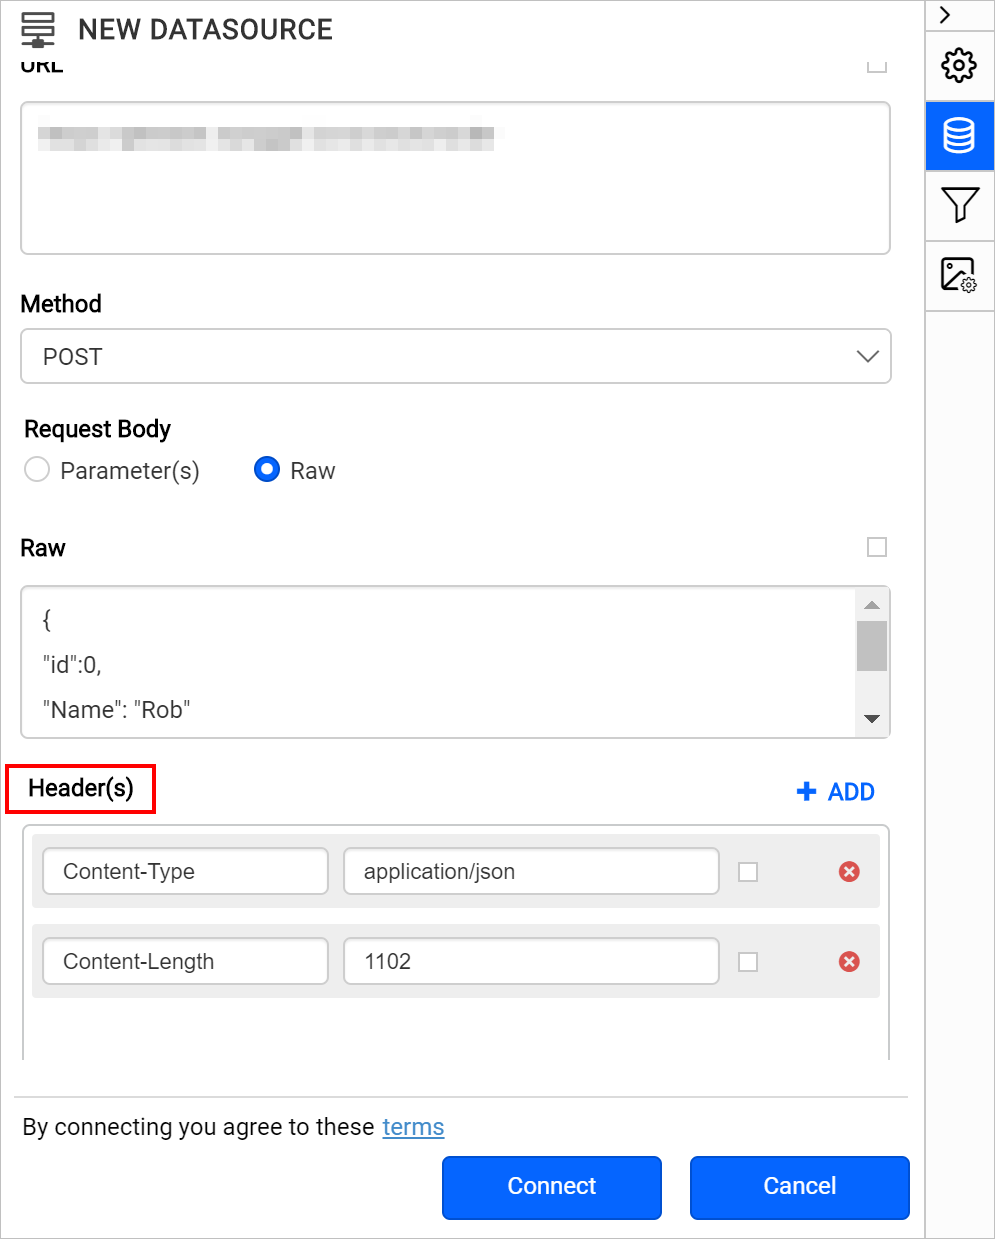 NEW DATASOURCE
URL
Method
POST
Request Body
Parameter(s) Raw
Raw
{
"id":0,
"Name": "Rob"
Header(s)
+ ADD
Content-Type application/json
Content-Length 1102
By connecting you agree to these terms
Connect Cancel